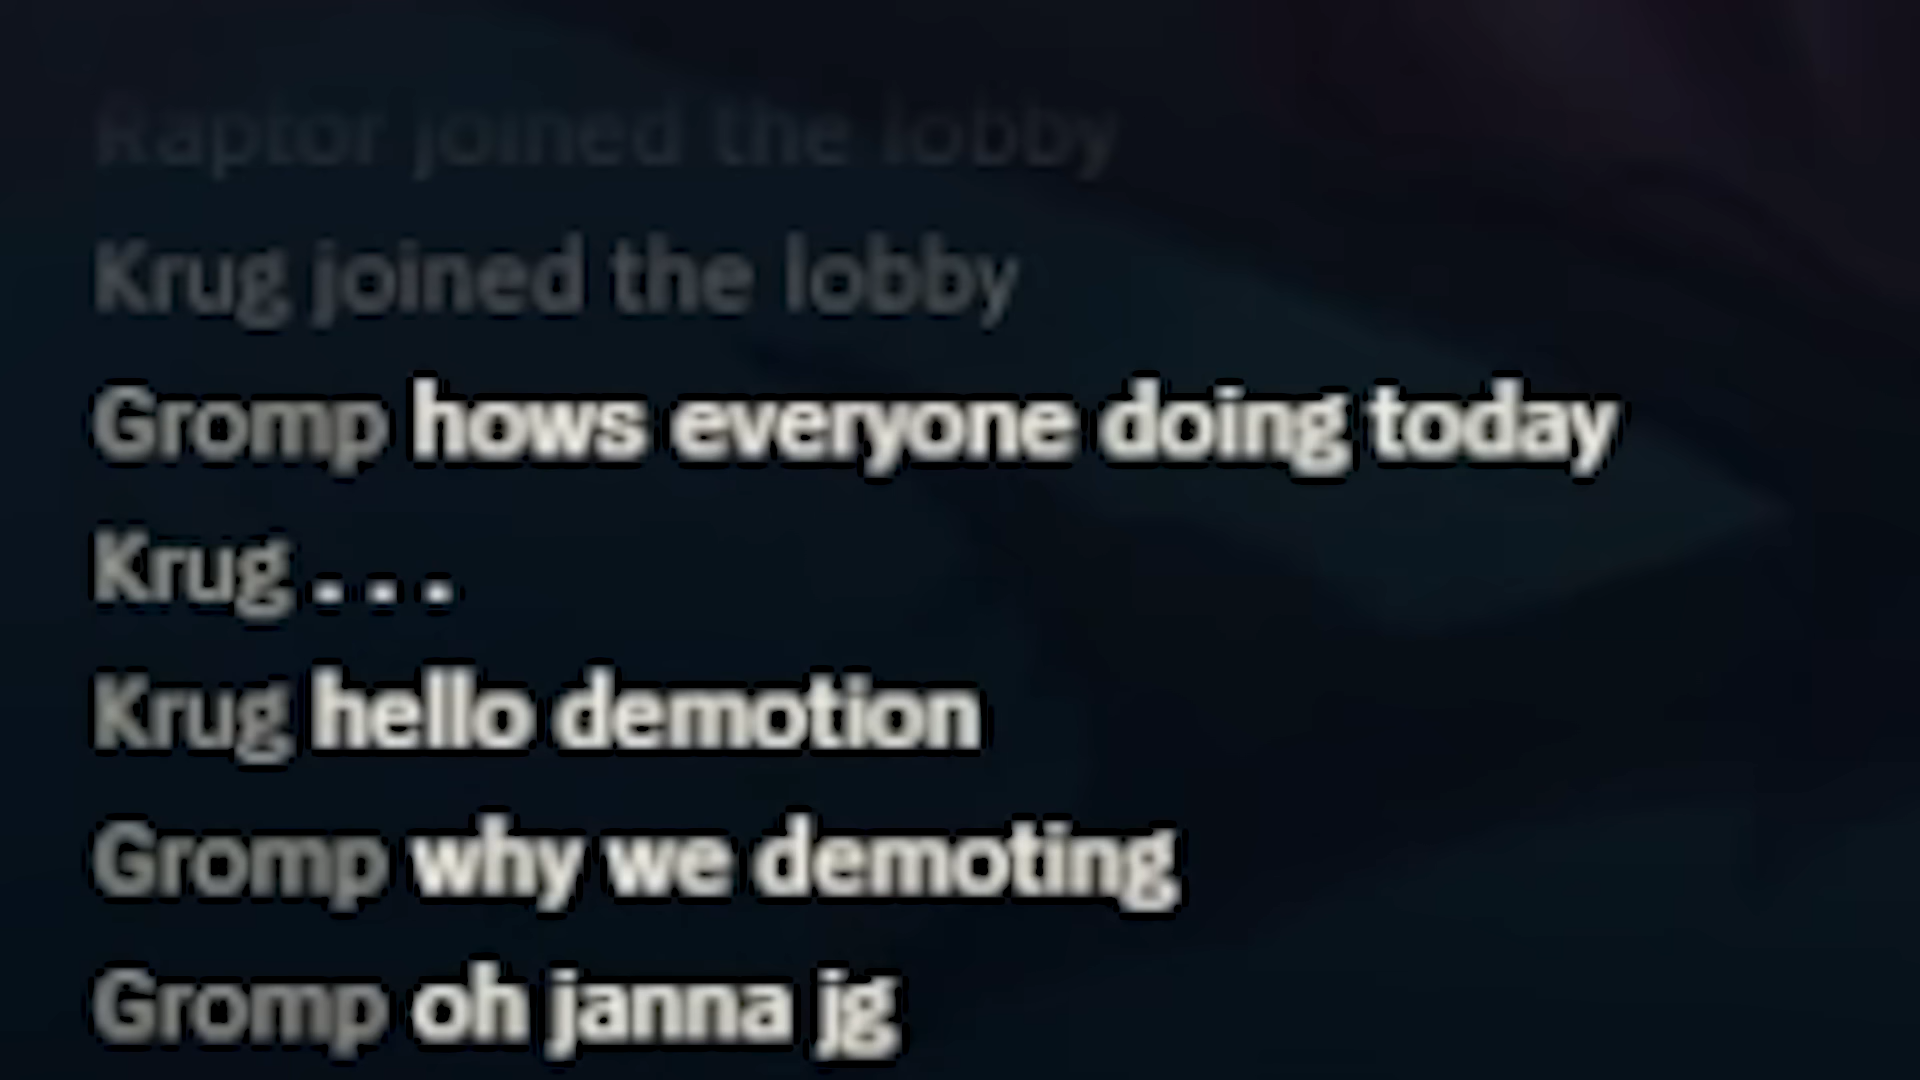 Raptor joined the lobby
Krug joined the lobby
Gromp hows everyone doing today
Krug . . .
Krug hello demotion
Gromp why we demoting
Gromp oh janna jg